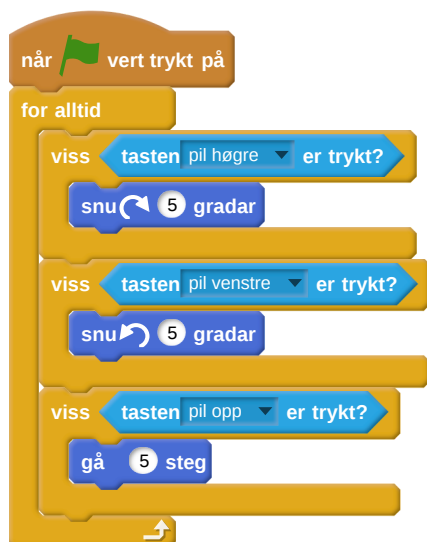 når vert trykt på
for alltid
viss tasten pil høgre er trykt?
snu 5 gradar
viss tasten pil venstre er trykt?
snu 5 gradar
viss tasten pil opp er trykt?
gå 5 steg